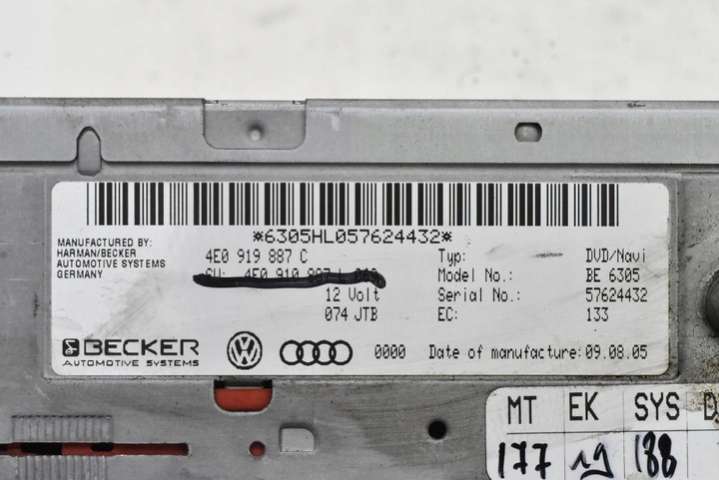 *6305HL057624432*
MANUFACTURED BY:
HARMAN/BECKER
AUTOMOTIVE SYSTEMS
GERMANY
4E0 919 887 C
12 Volt
074 JTB
Typ: DVD/Navi
Model No.: BE 6305
Serial No.: 57624432
EC: 133
BECKER
AUTOMOTIVE SYSTEMS
0000 Date of manufacture: 09.08.05
MT EK SYS
177 19 188